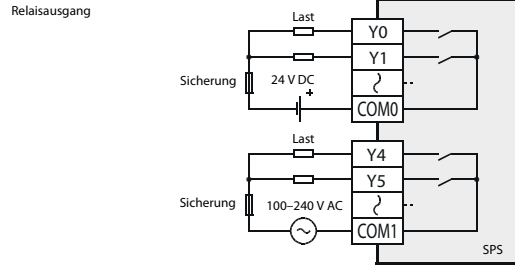 Relaisausgang
Last
Y0
Y1
Sicherung
24 V DC
+
COM0
Last
Y4
Y5
Sicherung
100–240 V AC
COM1
SPS